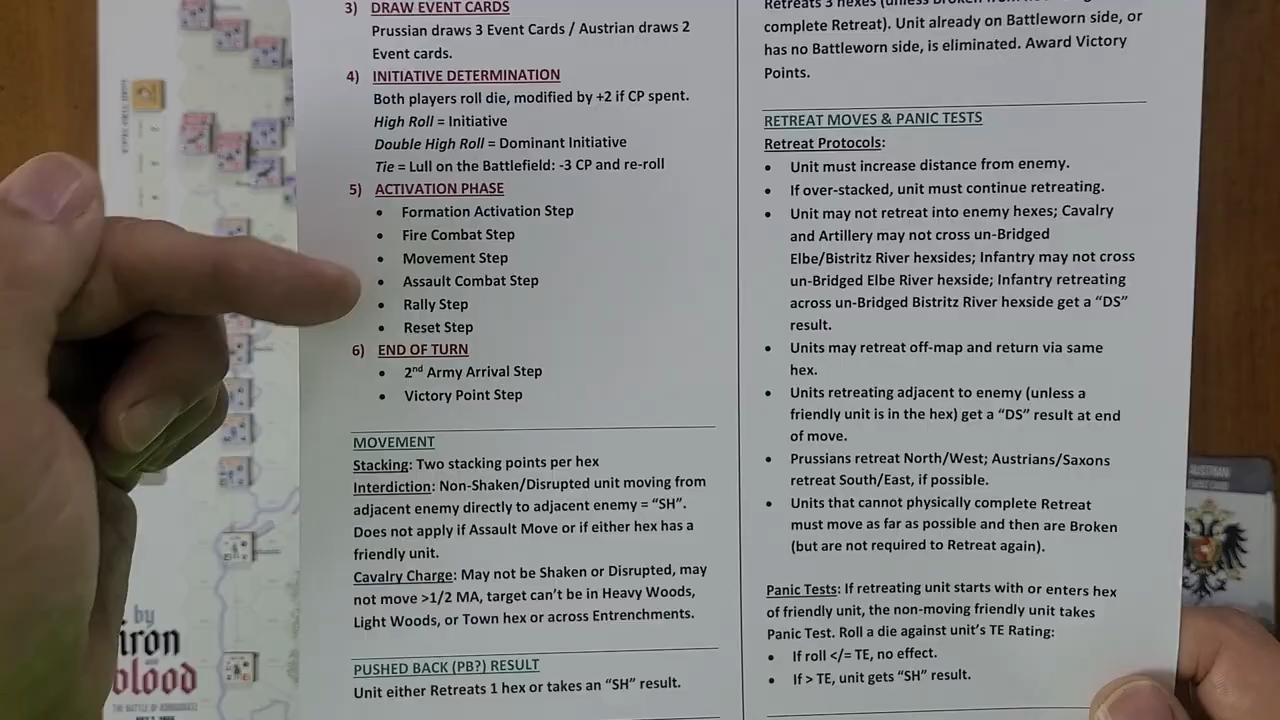 3) DRAW EVENT CARDS
Prussian draws 3 Event Cards / Austrian draws 2
Event cards.
4) INITIATIVE DETERMINATION
Both players roll die, modified by +2 if CP spent.
High Roll = Initiative
Double High Roll = Dominant Initiative
Tie = Lull on the Battlefield: -3 CP and re-roll
5) ACTIVATION PHASE
• Formation Activation Step
• Fire Combat Step
• Movement Step
• Assault Combat Step
• Rally Step
• Reset Step
6) END OF TURN
• 2nd Army Arrival Step
• Victory Point Step
MOVEMENT
Stacking: Two stacking points per hex
Interdiction: Non-Shaken/Disrupted unit moving from
adjacent enemy directly to adjacent enemy = “SH”.
Does not apply if Assault Move or if either hex has a
friendly unit.
Cavalry Charge: May not be Shaken or Disrupted, may
not move >1/2 MA, target can’t be in Heavy Woods,
Light Woods, or Town hex or across Entrenchments.
PUSHED BACK (PB?) RESULT
Unit either Retreats 1 hex or takes an “SH” result.
Retreats 3 hexes (unless
complete Retreat). Unit already on Battleworn side, or
has no Battleworn side, is eliminated. Award Victory
Points.
RETREAT MOVES & PANIC TESTS
Retreat Protocols:
• Unit must increase distance from enemy.
• If over-stacked, unit must continue retreating.
• Unit may not retreat into enemy hexes; Cavalry
and Artillery may not cross un-Bridged
Elbe/Bistritz River hexsides; Infantry may not cross
un-Bridged Elbe River hexside; Infantry retreating
across un-Bridged Bistritz River hexside get a “DS”
result.
• Units may retreat off-map and return via same
hex.
• Units retreating adjacent to enemy (unless a
friendly unit is in the hex) get a “DS” result at end
of move.
• Prussians retreat North/West; Austrians/Saxons
retreat South/East, if possible.
• Units that cannot physically complete Retreat
must move as far as possible and then are Broken
(but are not required to Retreat again).
Panic Tests: If retreating unit starts with or enters hex
of friendly unit, the non-moving friendly unit takes
Panic Test. Roll a die against unit’s TE Rating:
• If roll </= TE, no effect.
• If > TE, unit gets “SH” result.
by
iron
and
blood
AUSTRIAN